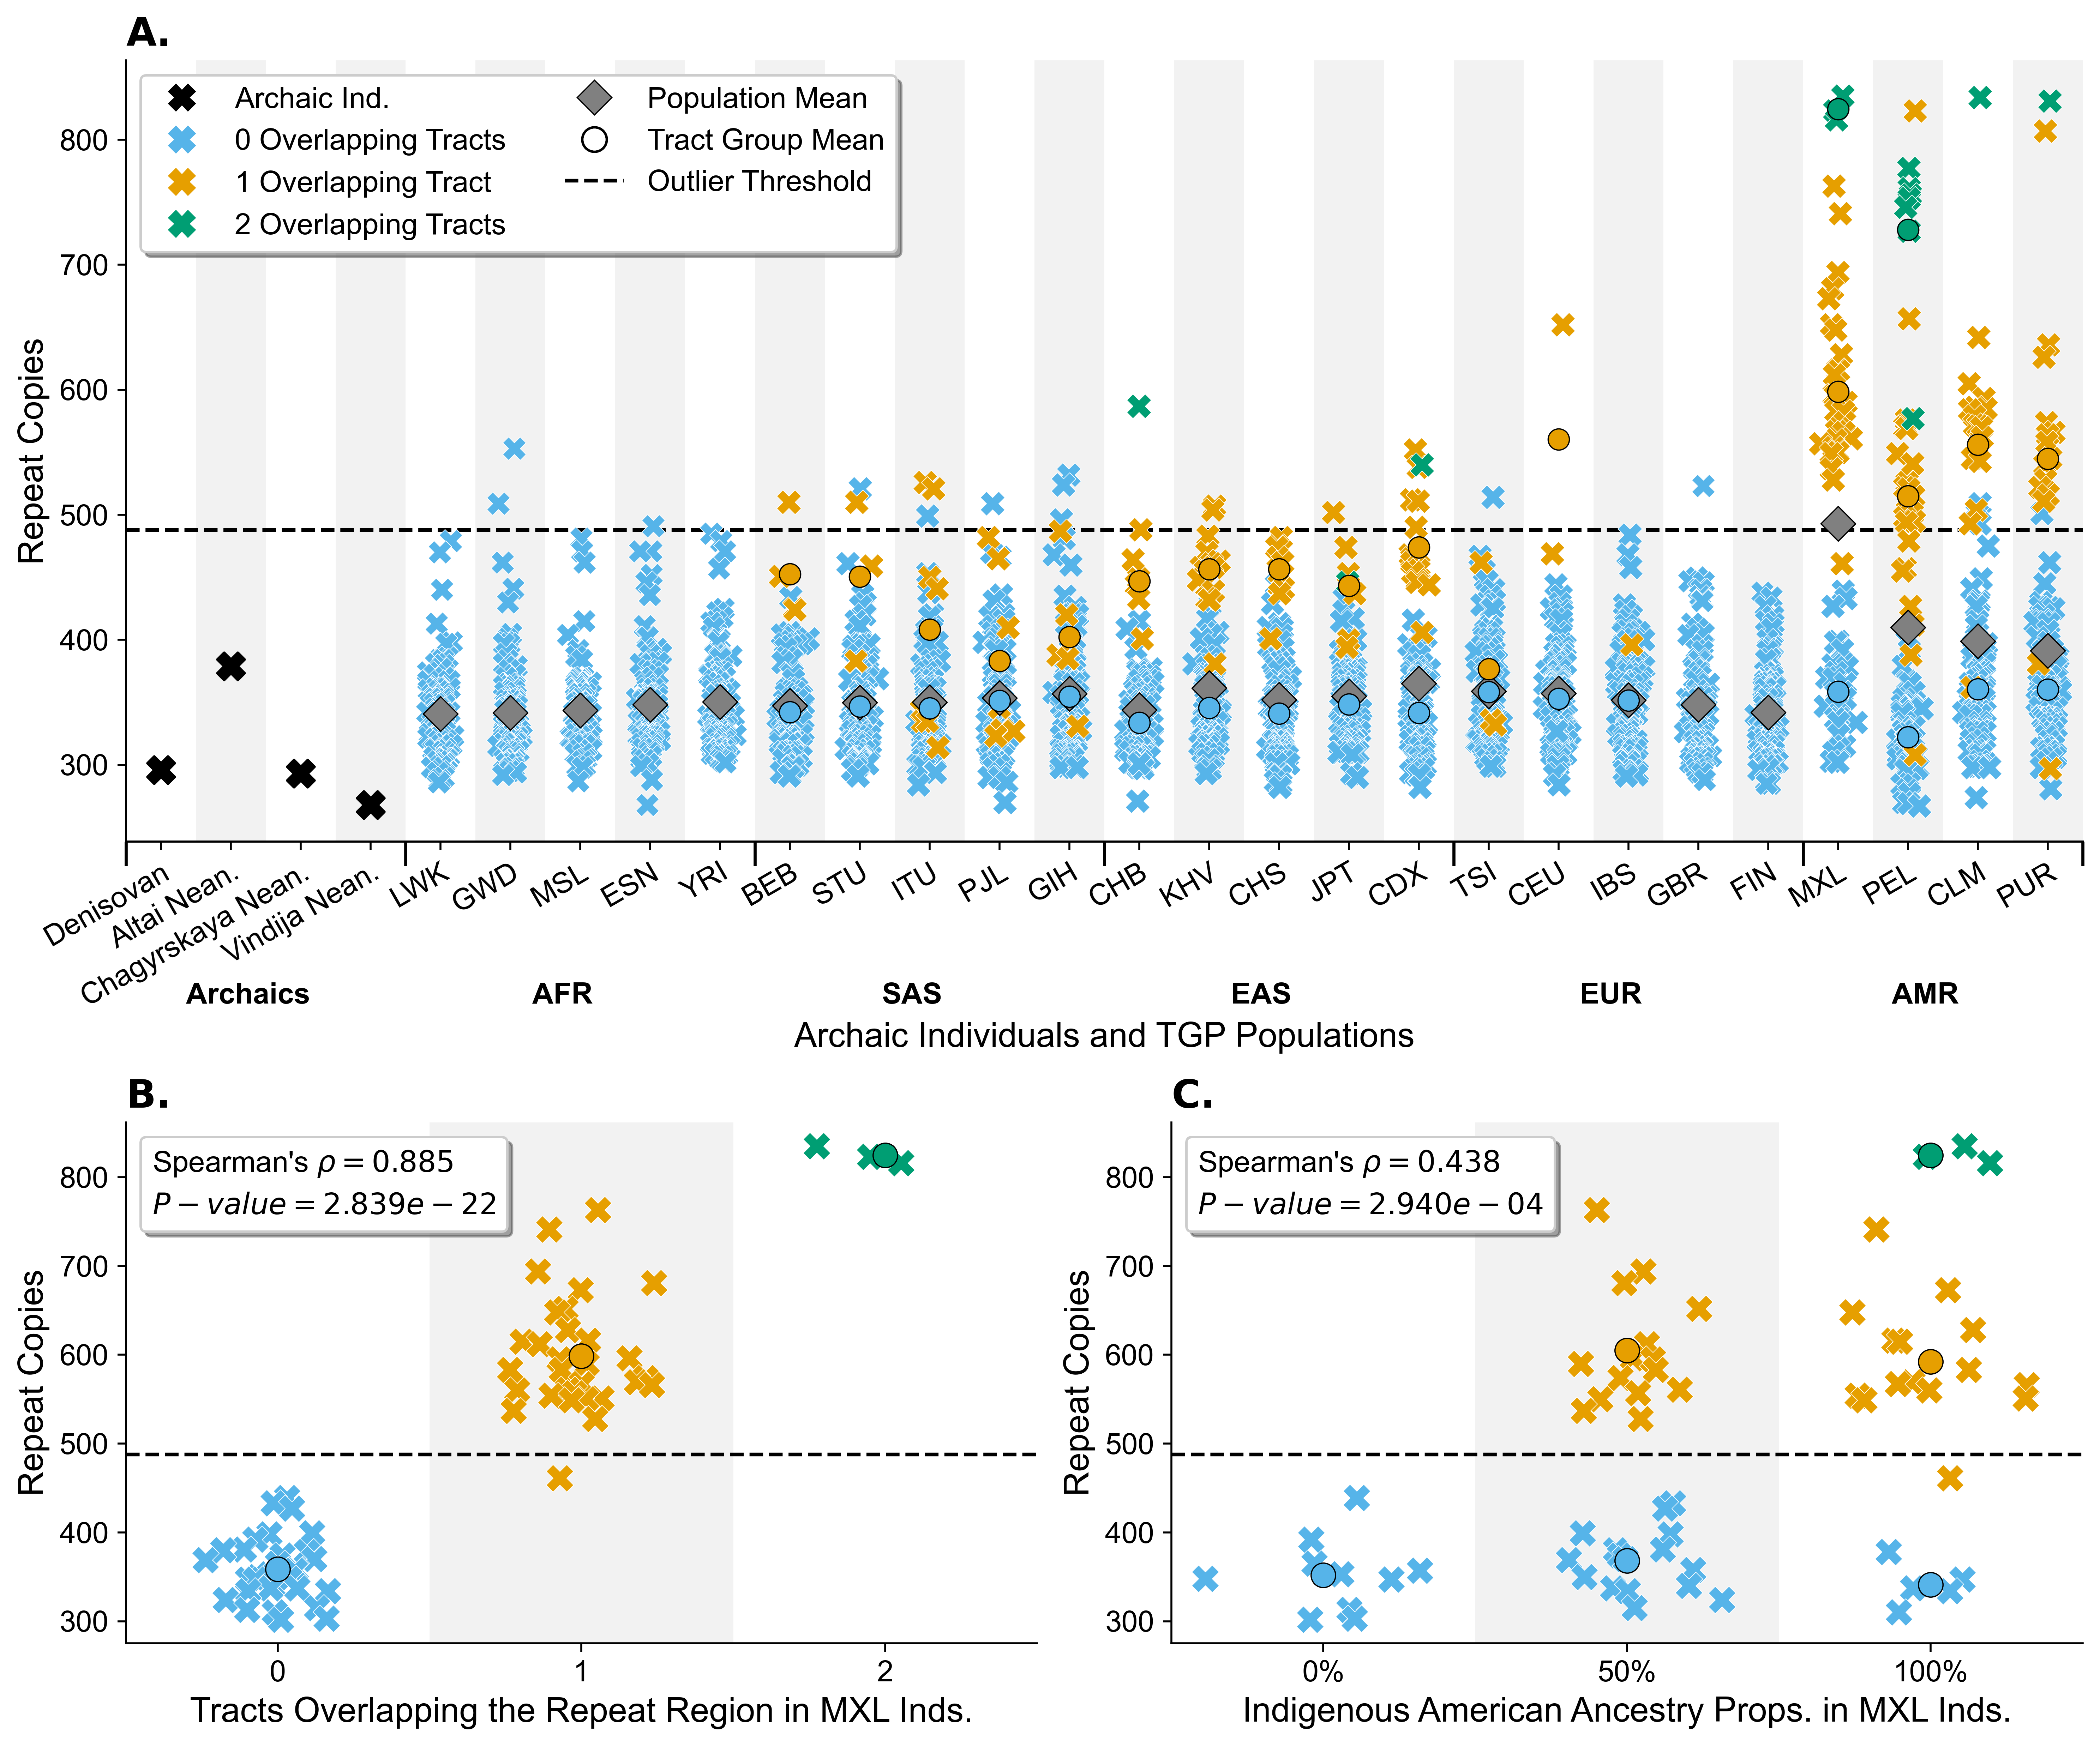 A.
Archaic Ind.
0 Overlapping Tracts
1 Overlapping Tract
2 Overlapping Tracts
Population Mean
Tract Group Mean
Outlier Threshold
Repeat Copies
800
700
600
500
400
300
Denisovan
Altai Nean.
Chagyrskaya Nean.
Vindija Nean.
LWK
GWD
MSL
ESN
YRI
BEB
STU
ITU
PJL
GIH
CHB
KHV
CHS
JPT
CDX
TSI
CEU
IBS
GBR
FIN
MXL
PEL
CLM
PUR
Archaics
AFR
SAS
EAS
EUR
AMR
Archaic Individuals and TGP Populations
B.
Spearman's ρ = 0.885
P − value = 2.839e − 22
Repeat Copies
800
700
600
500
400
300
0
1
2
Tracts Overlapping the Repeat Region in MXL Inds.
C.
Spearman's ρ = 0.438
P − value = 2.940e − 04
Repeat Copies
800
700
600
500
400
300
0%
50%
100%
Indigenous American Ancestry Props. in MXL Inds.